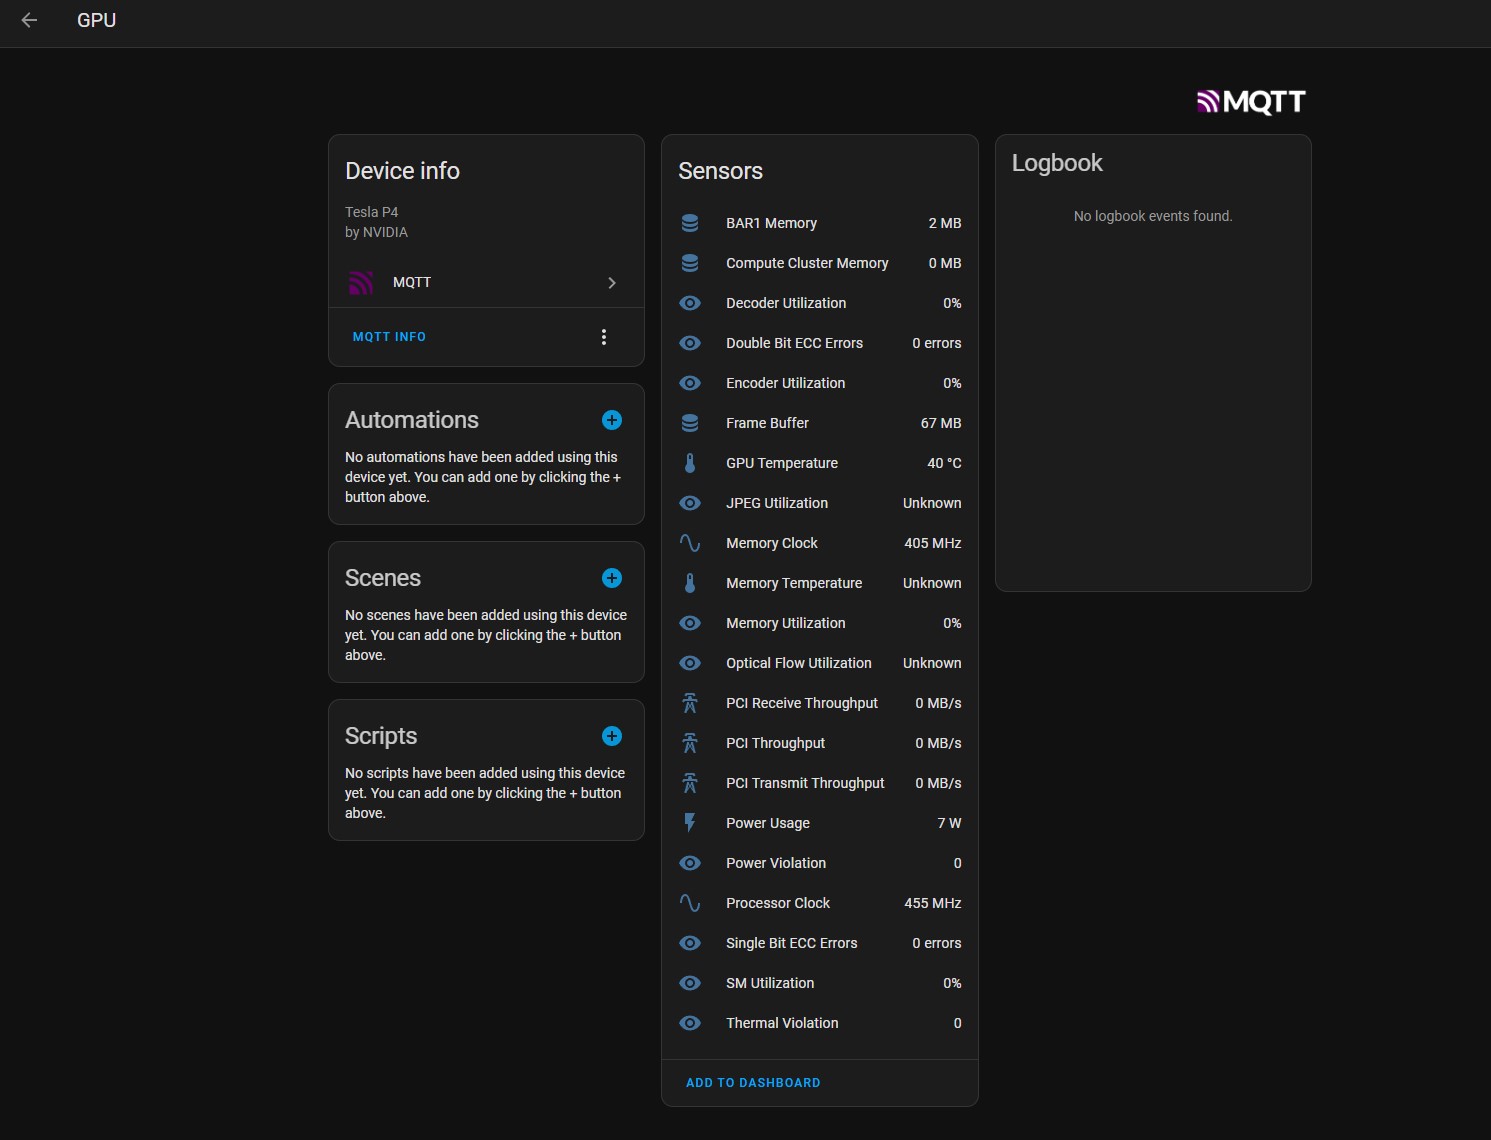 GPU
MQTT
Device info
Tesla P4
by NVIDIA
MQTT
MQTT INFO
Automations
No automations have been added using this
device yet. You can add one by clicking the +
button above.
Scenes
No scenes have been added using this device
yet. You can add one by clicking the + button
above.
Scripts
No scripts have been added using this device
yet. You can add one by clicking the + button
above.
Sensors
BAR1 Memory 2 MB
Compute Cluster Memory 0 MB
Decoder Utilization 0%
Double Bit ECC Errors 0 errors
Encoder Utilization 0%
Frame Buffer 67 MB
GPU Temperature 40 °C
JPEG Utilization Unknown
Memory Clock 405 MHz
Memory Temperature Unknown
Memory Utilization 0%
Optical Flow Utilization Unknown
PCI Receive Throughput 0 MB/s
PCI Throughput 0 MB/s
PCI Transmit Throughput 0 MB/s
Power Usage 7 W
Power Violation 0
Processor Clock 455 MHz
Single Bit ECC Errors 0 errors
SM Utilization 0%
Thermal Violation 0
ADD TO DASHBOARD
Logbook
No logbook events found.